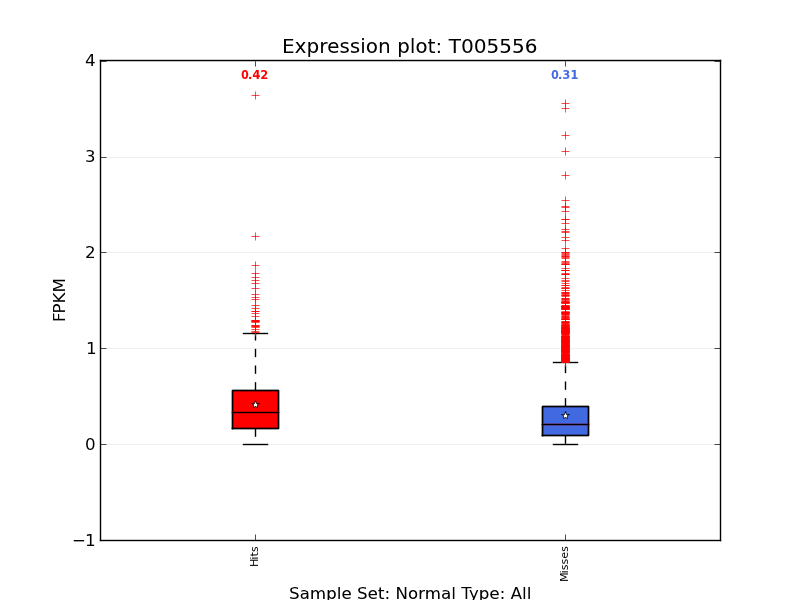 Expression plot: T005556
0.42
0.31
4
3
2
1
0
−1
FPKM
Hits
Misses
Sample Set: Normal Type: All